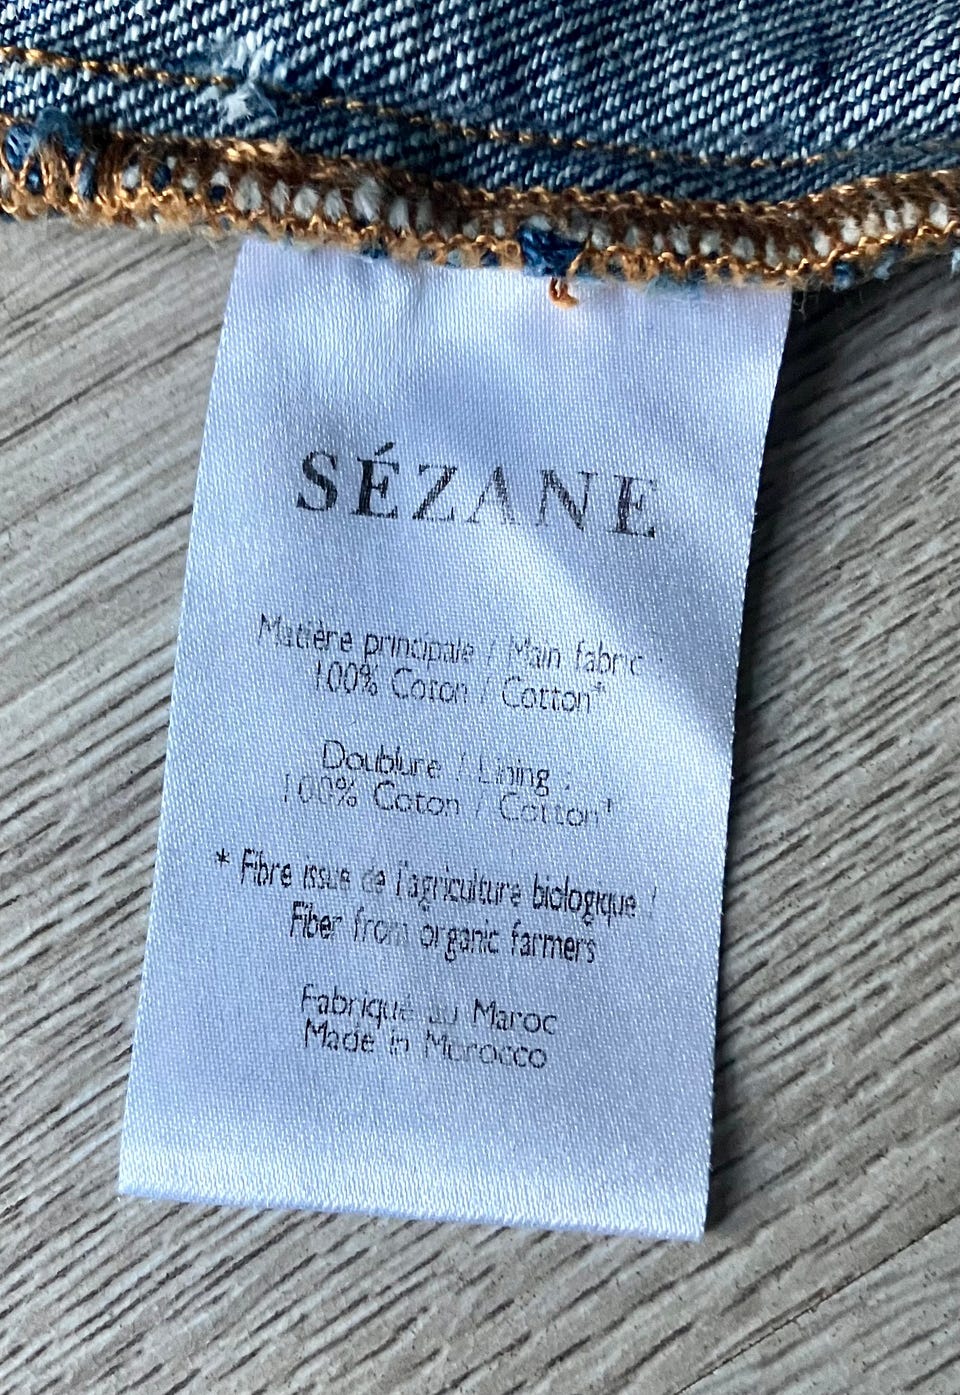 SÉZANE
Matière principale / Main fabric :
100% Coton / Cotton*
Doublure / Lining :
100% Coton / Cotton*
* Fibre issue de l'agriculture biologique /
Fiber from organic farmers
Fabriqué au Maroc
Made in Morocco